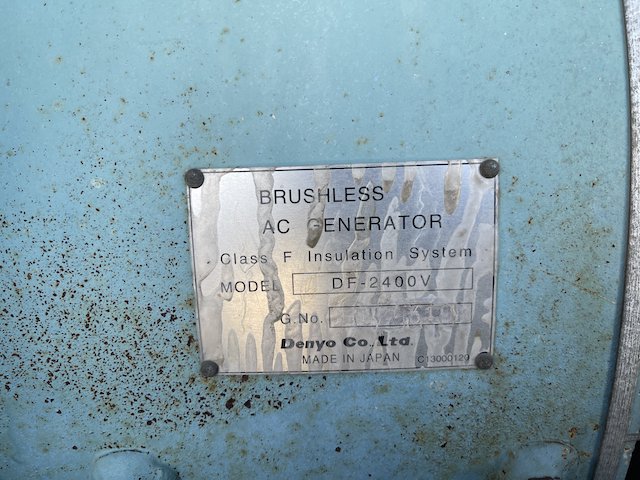 BRUSHLESS
AC GENERATOR
Class F Insulation System
MODEL DF-2400V
G.No.
Denyo Co., Ltd.
MADE IN JAPAN C13000129